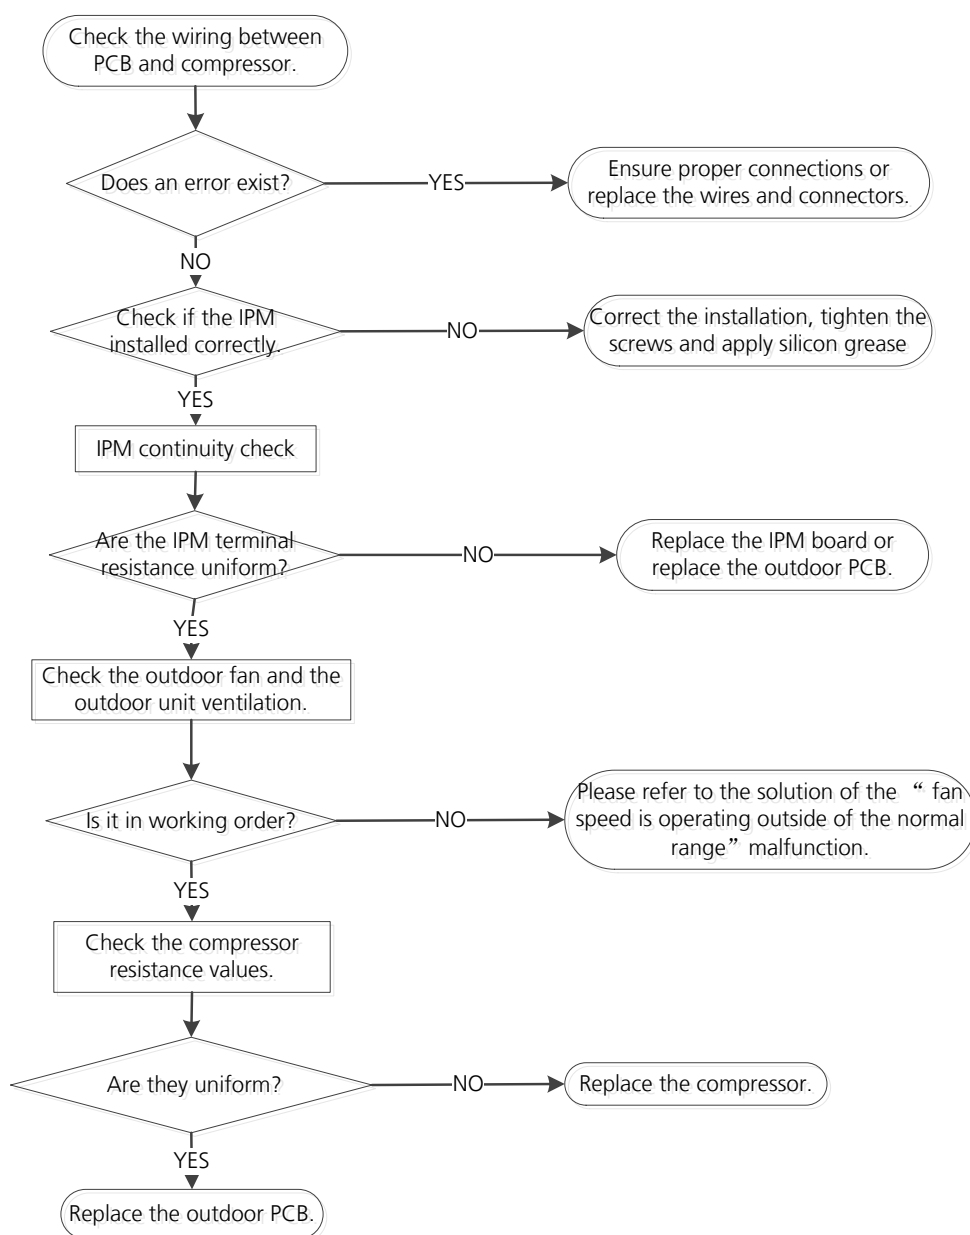 Check the wiring between
PCB and compressor.
Does an error exist?
YES
Ensure proper connections or
replace the wires and connectors.
NO
Check if the IPM
installed correctly.
NO
Correct the installation, tighten the
screws and apply silicon grease
YES
IPM continuity check
Are the IPM terminal
resistance uniform?
NO
Replace the IPM board or
replace the outdoor PCB.
YES
Check the outdoor fan and the
outdoor unit ventilation.
Is it in working order?
NO
Please refer to the solution of the “ fan
speed is operating outside of the normal
range” malfunction.
YES
Check the compressor
resistance values.
Are they uniform?
NO
Replace the compressor.
YES
Replace the outdoor PCB.